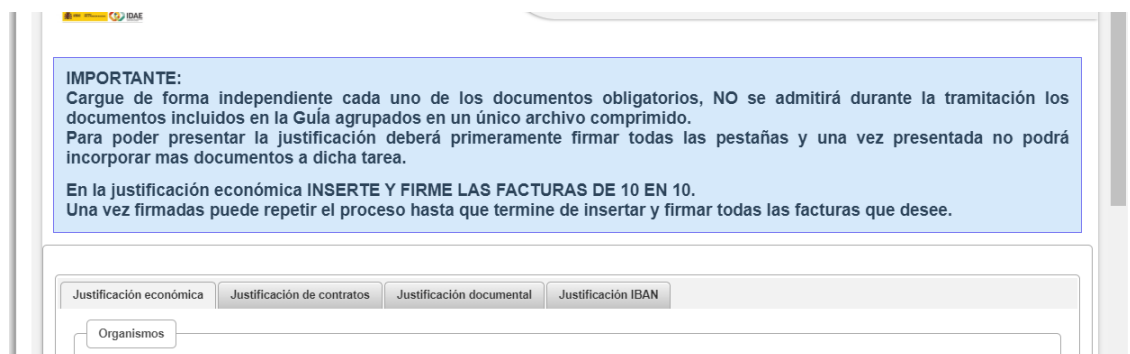 IDAE
IMPORTANTE:
Cargue de forma independiente cada uno de los documentos obligatorios, NO se admitirá durante la tramitación los
documentos incluidos en la Guía agrupados en un único archivo comprimido.
Para poder presentar la justificación deberá primeramente firmar todas las pestañas y una vez presentada no podrá
incorporar mas documentos a dicha tarea.
En la justificación económica INSERTE Y FIRME LAS FACTURAS DE 10 EN 10.
Una vez firmadas puede repetir el proceso hasta que termine de insertar y firmar todas las facturas que desee.
Justificación económica Justificación de contratos Justificación documental Justificación IBAN
Organismos